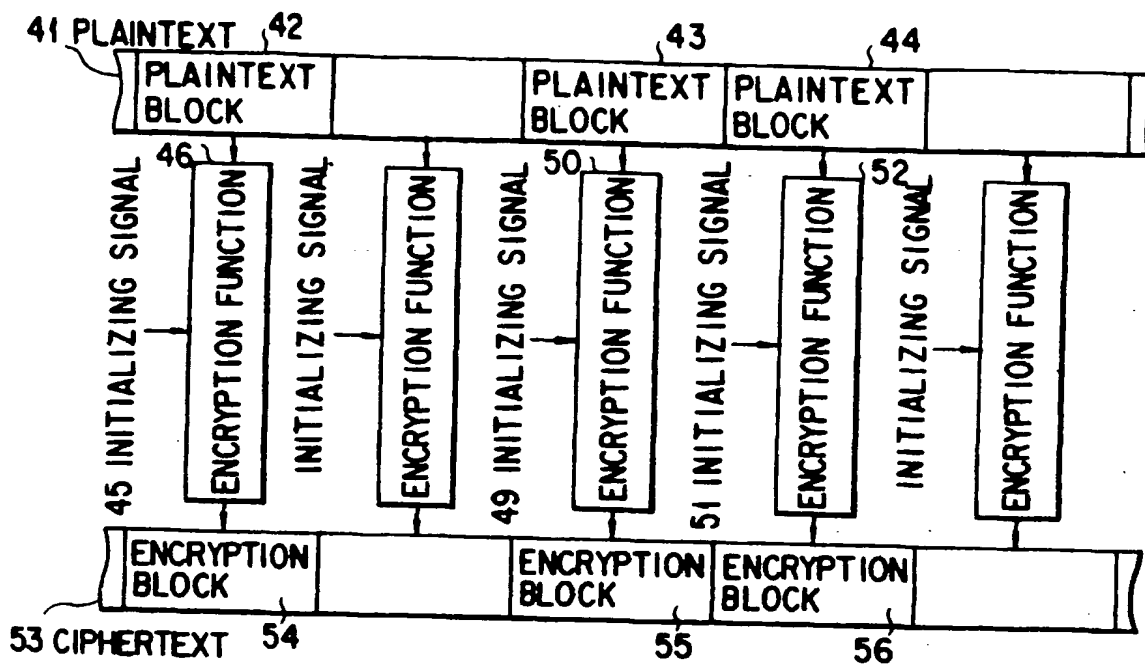 41 PLAINTEXT
42
43
44
PLAINTEXT
BLOCK
PLAINTEXT
BLOCK
PLAINTEXT
BLOCK
45 INITIALIZING SIGNAL
46
ENCRYPTION FUNCTION
INITIALIZING SIGNAL
ENCRYPTION FUNCTION
49 INITIALIZING SIGNAL
50
ENCRYPTION FUNCTION
51 INITIALIZING SIGNAL
52
ENCRYPTION FUNCTION
INITIALIZING SIGNAL
ENCRYPTION FUNCTION
ENCRYPTION
BLOCK
ENCRYPTION
BLOCK
ENCRYPTION
BLOCK
53 CIPHERTEXT
54
55
56